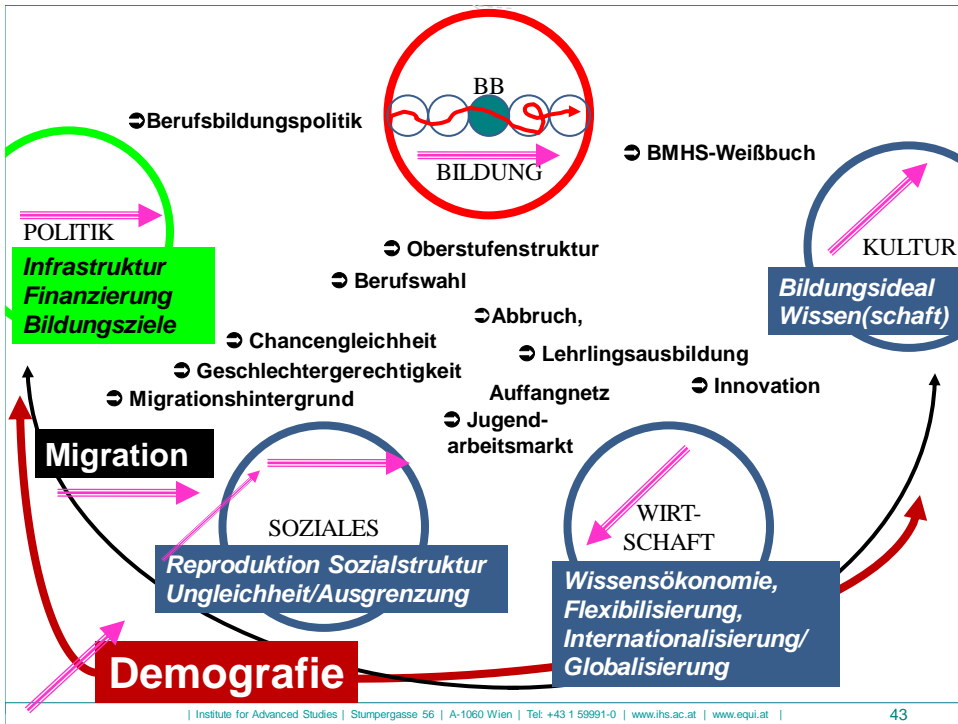 BB
➲Berufsbildungspolitik
BILDUNG
➲ BMHS-Weißbuch
POLITIK
Infrastruktur
Finanzierung
Bildungsziele
➲ Oberstufenstruktur
➲ Berufswahl
KULTUR
Bildungsideal
Wissen(schaft)
➲Abbruch,
➲ Chancengleichheit
➲ Lehrlingsausbildung
➲ Geschlechtergerechtigkeit
➲ Innovation
➲ Migrationshintergrund
Auffangnetz
➲ Jugend-
arbeitsmarkt
Migration
SOZIALES
Reproduktion Sozialstruktur
Ungleichheit/Ausgrenzung
WIRT-
SCHAFT
Wissensökonomie,
Flexibilisierung,
Internationalisierung/
Globalisierung
Demografie
| Institute for Advanced Studies | Stumpergasse 56 | A-1060 Wien | Tel: +43 1 59991-0 | www.ihs.ac.at | www.equi.at |
43